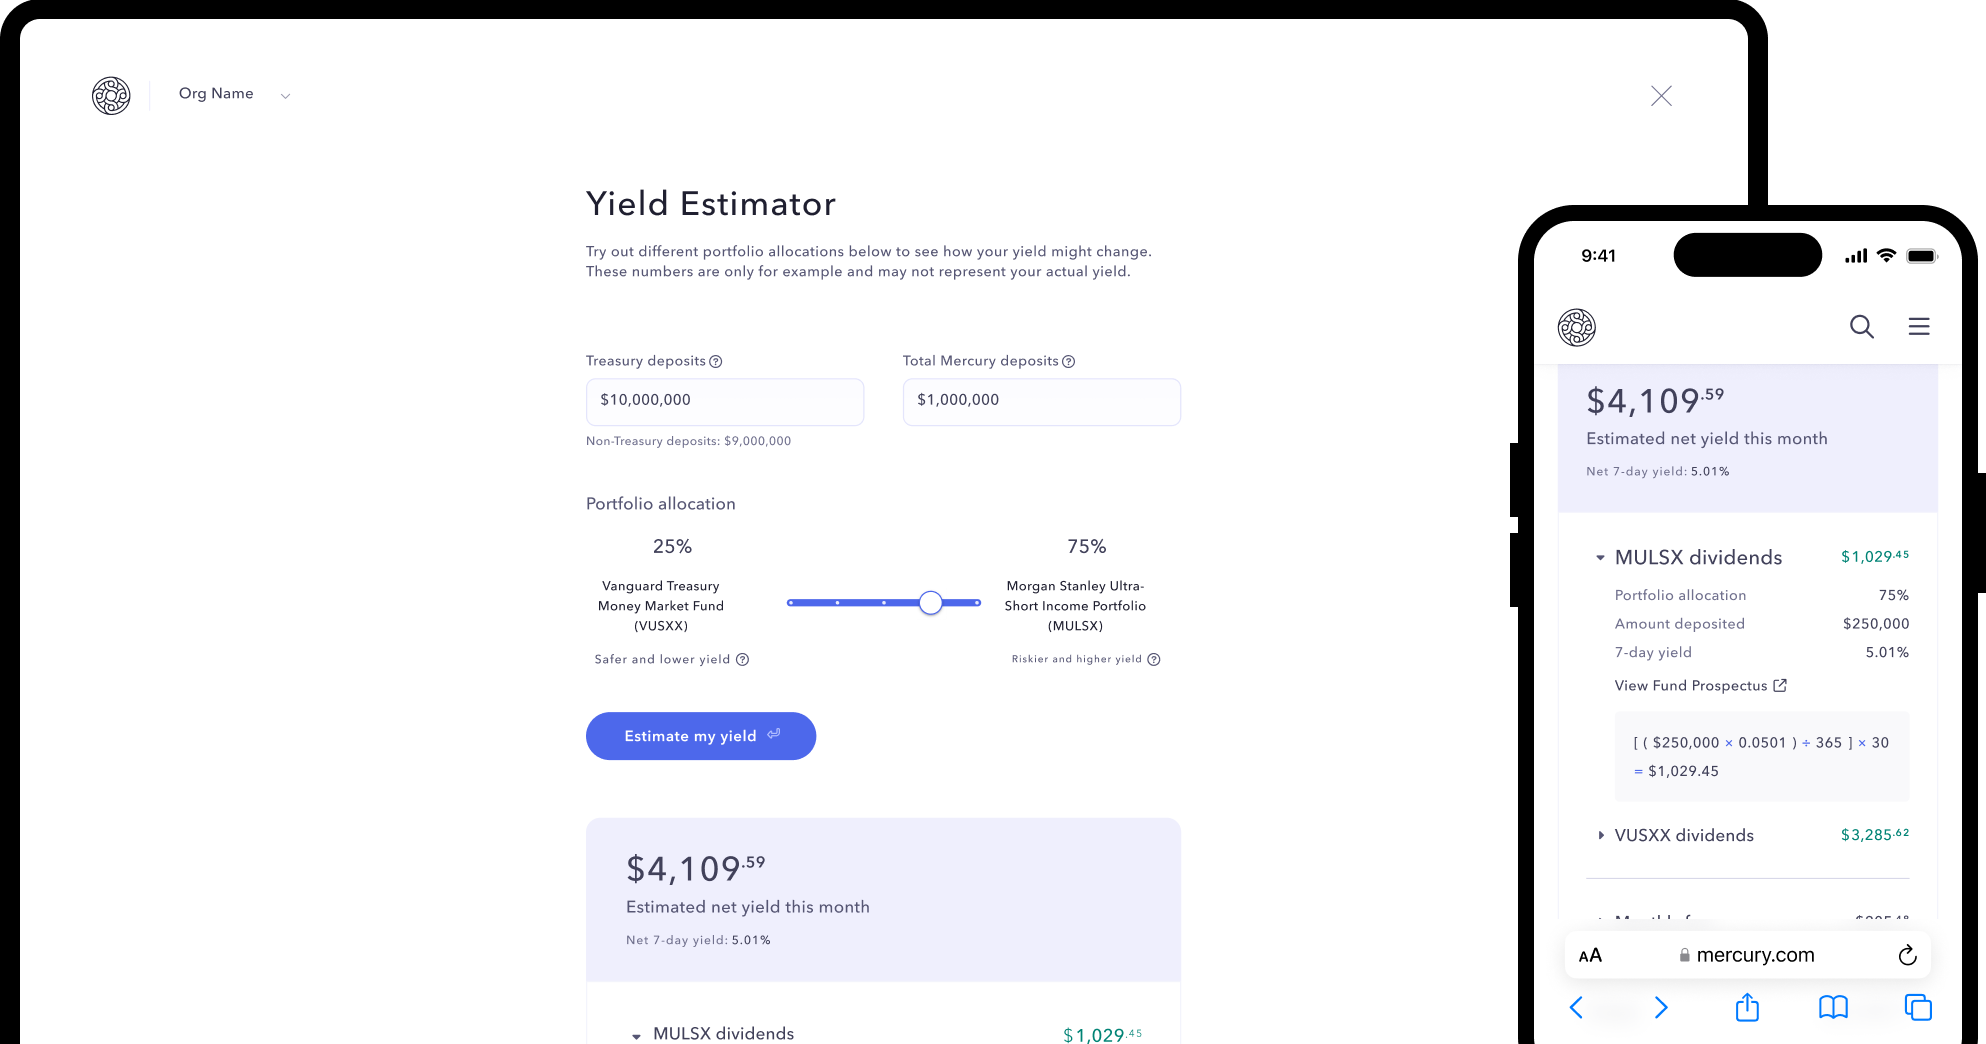 Org Name
Yield Estimator
Try out different portfolio allocations below to see how your yield might change.
These numbers are only for example and may not represent your actual yield.
Treasury deposits
Total Mercury deposits
$10,000,000
$1,000,000
Non-Treasury deposits: $9,000,000
Portfolio allocation
25%
75%
Vanguard Treasury
Money Market Fund
(VUSXX)
Morgan Stanley Ultra-
Short Income Portfolio
(MULSX)
Safer and lower yield
Riskier and higher yield
Estimate my yield
$4,109.59
Estimated net yield this month
Net 7-day yield: 5.01%
MULSX dividends $1,029.45
9:41
$4,109.59
Estimated net yield this month
Net 7-day yield: 5.01%
MULSX dividends $1,029.45
Portfolio allocation 75%
Amount deposited $250,000
7-day yield 5.01%
View Fund Prospectus
[ ( $250,000 × 0.0501 ) ÷ 365 ] × 30
= $1,029.45
VUSXX dividends $3,285.62
AA mercury.com